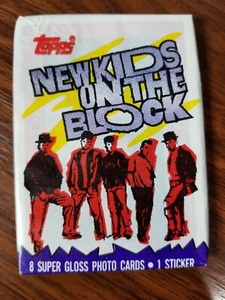 Topps®
NEW KIDS
ON THE
BLOCK
8 SUPER GLOSS PHOTO CARDS • 1 STICKER